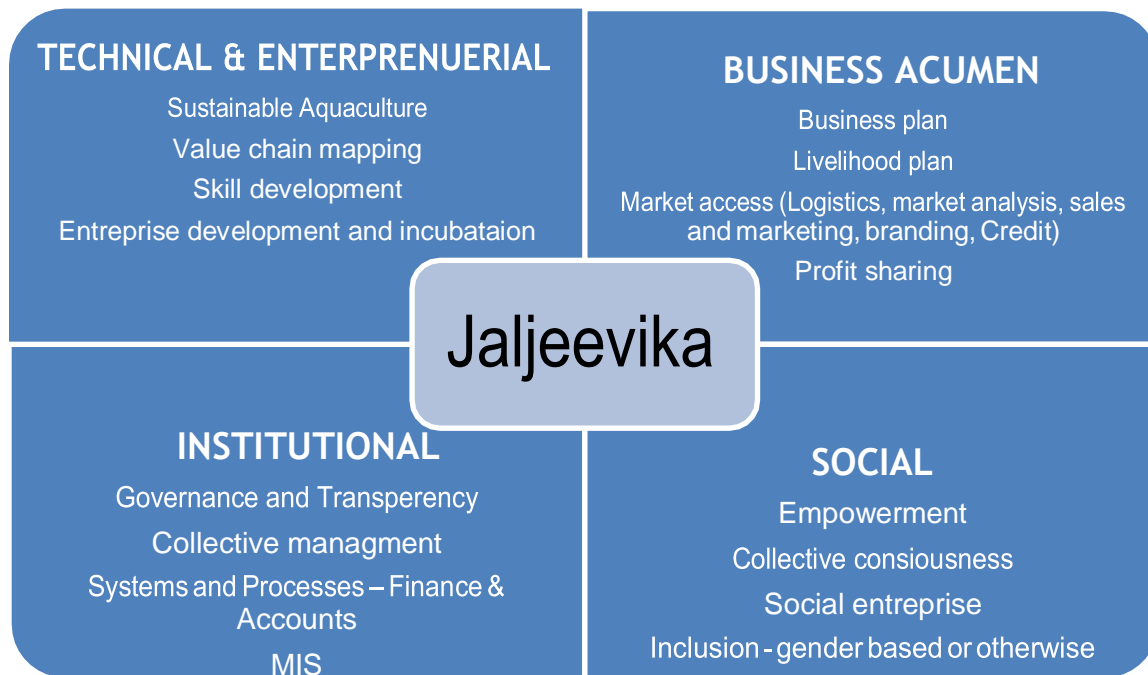 TECHNICAL & ENTERPRENUERIAL
Sustainable Aquaculture
Value chain mapping
Skill development
Entreprise development and incubataion
BUSINESS ACUMEN
Business plan
Livelihood plan
Market access (Logistics, market analysis, sales
and marketing, branding, Credit)
Profit sharing
Jaljeevika
INSTITUTIONAL
Governance and Transperency
Collective managment
Systems and Processes – Finance &
Accounts
MIS
SOCIAL
Empowerment
Collective consiousness
Social entreprise
Inclusion - gender based or otherwise